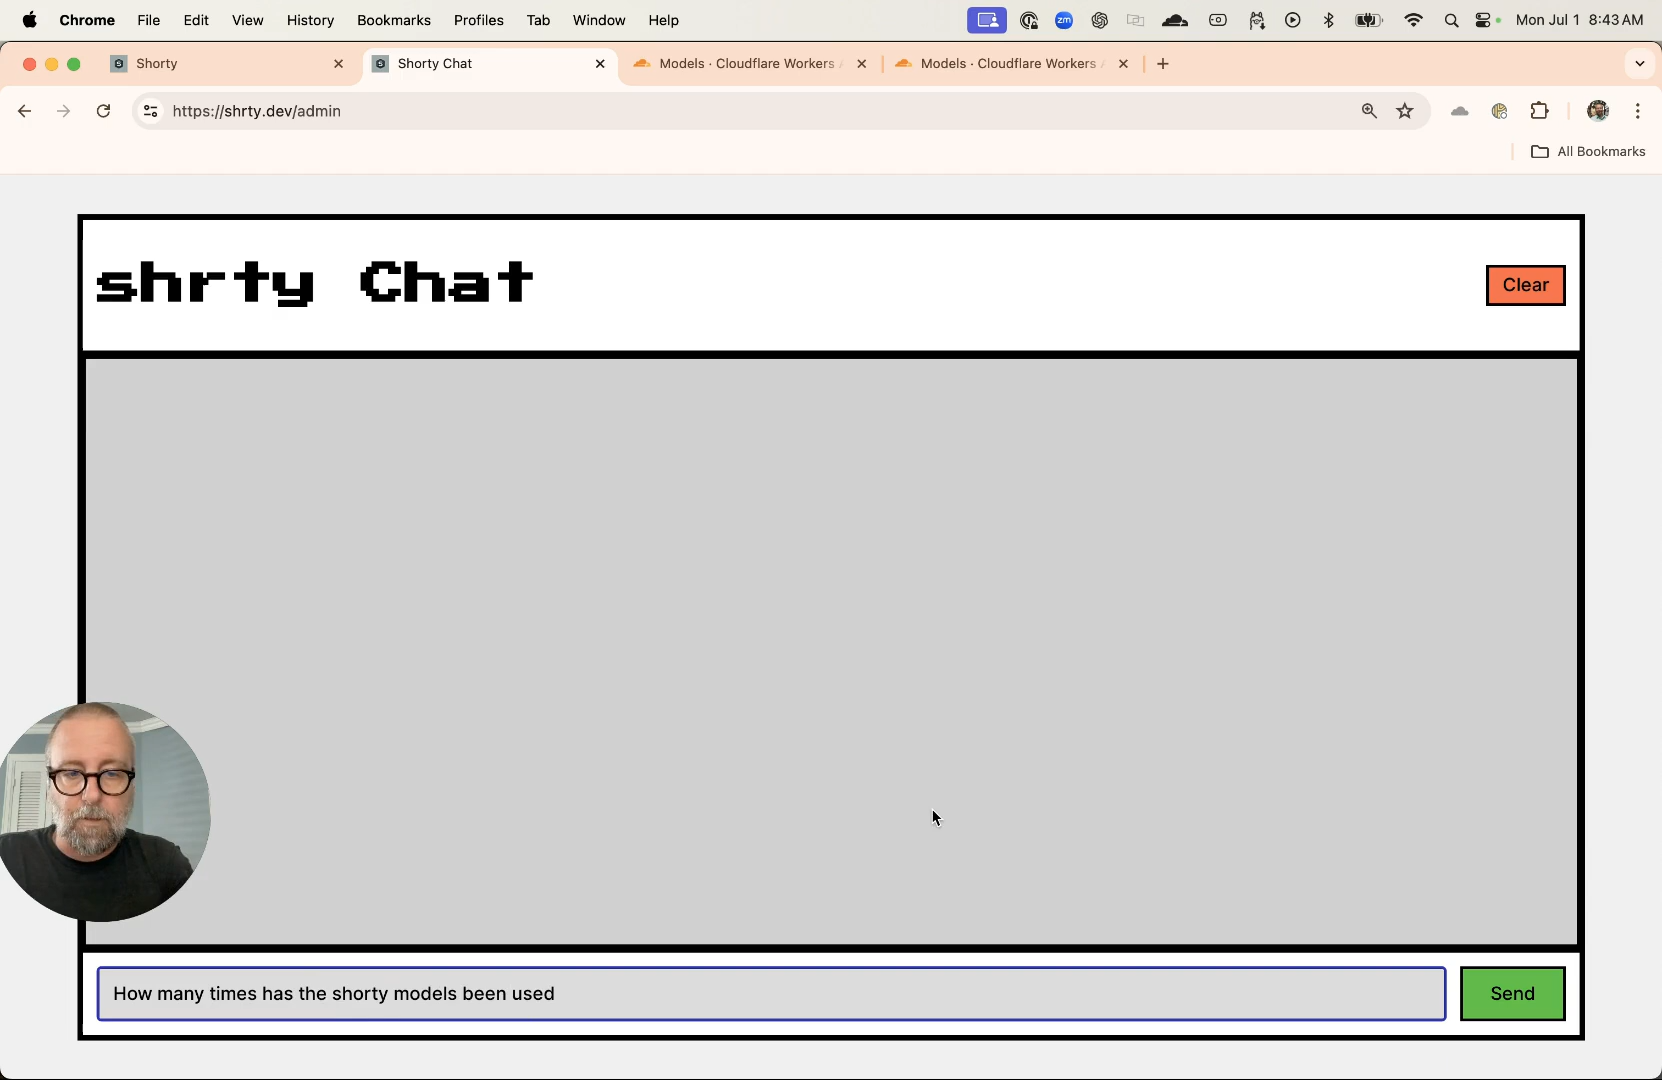 Chrome File Edit View History Bookmarks Profiles Tab Window Help zm Mon Jul 1 8:43 AM
Shorty Shorty Chat Models · Cloudflare Workers Models · Cloudflare Workers
https://shrty.dev/admin
All Bookmarks
shrty Chat
Clear
How many times has the shorty models been used
Send